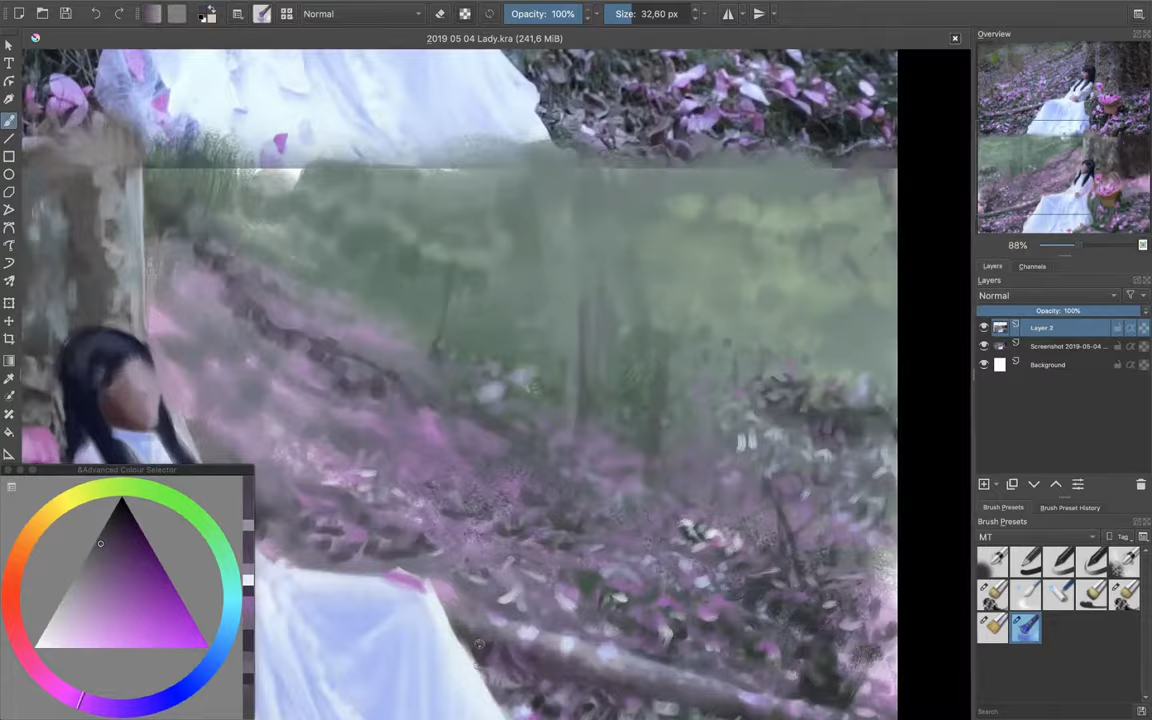 Normal
Opacity: 100%
Size: 32,60 px
2019 05 04 Lady.kra (241,6 MiB)
Overview
88%
Layers
Channels
Layers
Normal
Opacity: 100%
Layer 2
Screenshot 2019-05-04 ...
Background
&Advanced Colour Selector
Brush Presets
Brush Preset History
Brush Presets
MT
Tag
Search